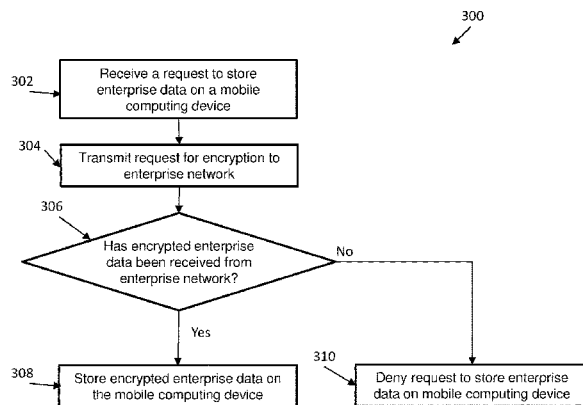 300
302
Receive a request to store
enterprise data on a mobile
computing device
304
Transmit request for encryption to
enterprise network
306
Has encrypted enterprise
data been received from
enterprise network?
No
Yes
308
Store encrypted enterprise data on
the mobile computing device
310
Deny request to store enterprise
data on mobile computing device